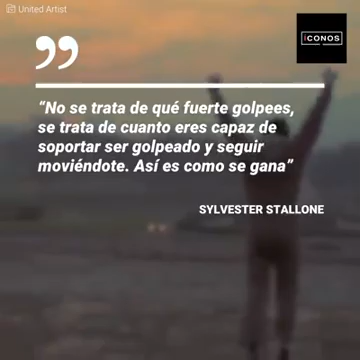 United Artist
ICONOS
”
“No se trata de qué fuerte golpees,
se trata de cuanto eres capaz de
soportar ser golpeado y seguir
moviéndote. Así es como se gana”
SYLVESTER STALLONE